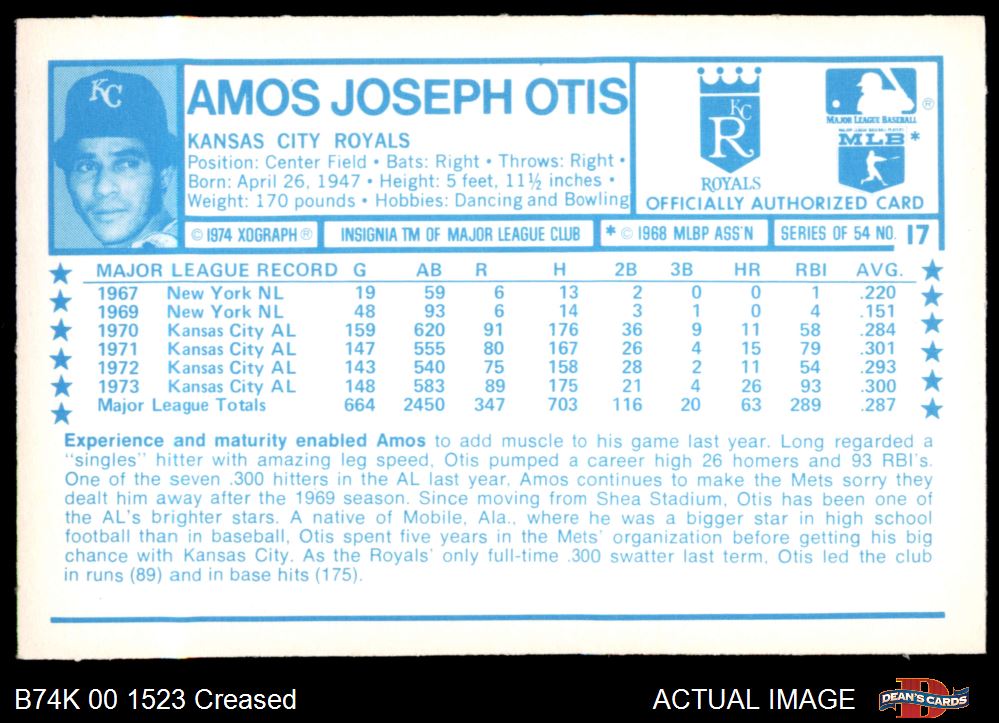 KC
AMOS JOSEPH OTIS
KANSAS CITY ROYALS
Position: Center Field • Bats: Right • Throws: Right •
Born: April 26, 1947 • Height: 5 feet, 11½ inches •
Weight: 170 pounds • Hobbies: Dancing and Bowling
KC
R
ROYALS
MAJOR LEAGUE BASEBALL ®
MLB *
OFFICIALLY AUTHORIZED CARD
© 1974 XOGRAPH ® INSIGNIA TM OF MAJOR LEAGUE CLUB * © 1968 MLBP ASS'N SERIES OF 54 NO. 17
MAJOR LEAGUE RECORD G AB R H 2B 3B HR RBI AVG.
1967 New York NL 19 59 6 13 2 0 0 1 .220
1969 New York NL 48 93 6 14 3 1 0 4 .151
1970 Kansas City AL 159 620 91 176 36 9 11 58 .284
1971 Kansas City AL 147 555 80 167 26 4 15 79 .301
1972 Kansas City AL 143 540 75 158 28 2 11 54 .293
1973 Kansas City AL 148 583 89 175 21 4 26 93 .300
Major League Totals 664 2450 347 703 116 20 63 289 .287
Experience and maturity enabled Amos to add muscle to his game last year. Long regarded a
"singles" hitter with amazing leg speed, Otis pumped a career high 26 homers and 93 RBI's.
One of the seven .300 hitters in the AL last year, Amos continues to make the Mets sorry they
dealt him away after the 1969 season. Since moving from Shea Stadium, Otis has been one of
the AL's brighter stars. A native of Mobile, Ala., where he was a bigger star in high school
football than in baseball, Otis spent five years in the Mets' organization before getting his big
chance with Kansas City. As the Royals' only full-time .300 swatter last term, Otis led the club
in runs (89) and in base hits (175).
B74K 00 1523 Creased
ACTUAL IMAGE
DEAN'S CARDS